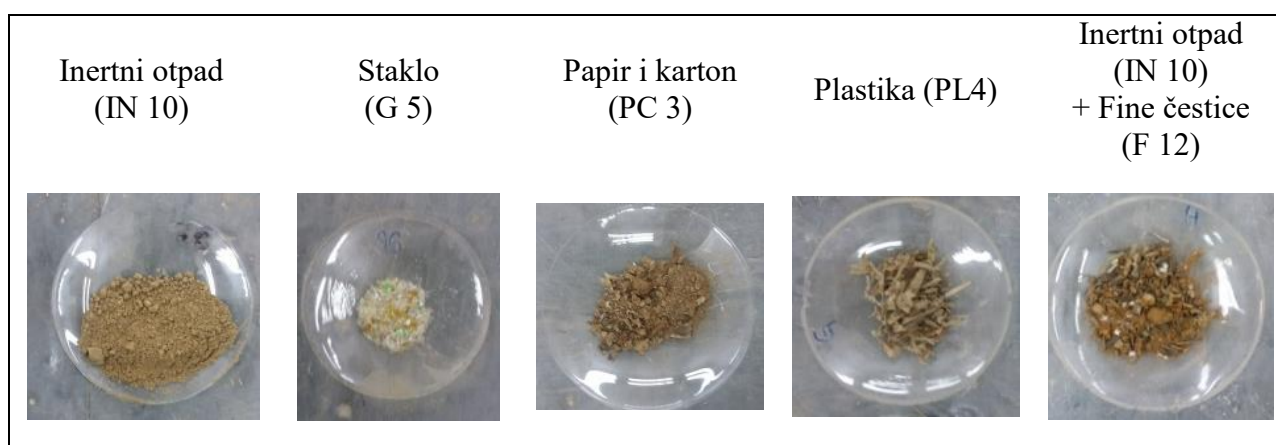 Inertni otpad
(IN 10)
Staklo
(G 5)
Papir i karton
(PC 3)
Plastika (PL4)
Inertni otpad
(IN 10)
+ Fine čestice
(F 12)